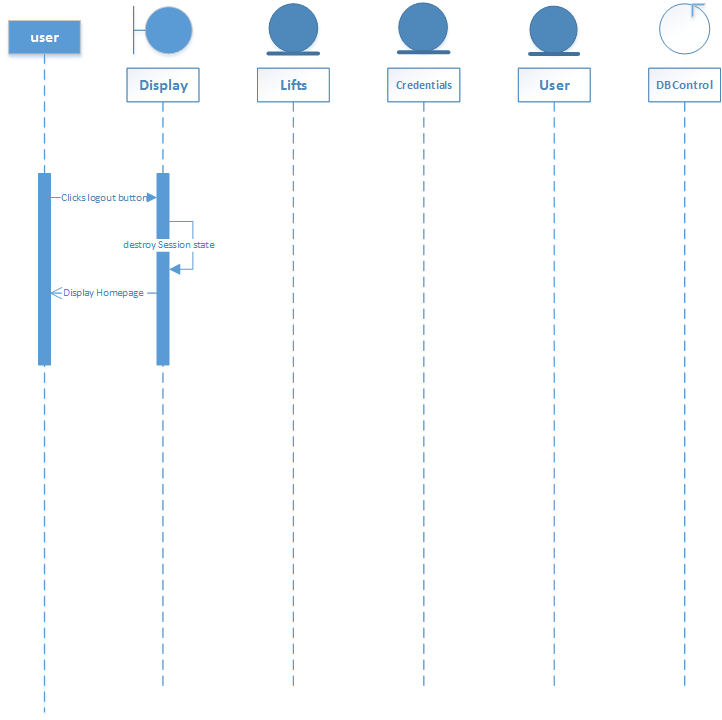 user
Display
Lifts
Credentials
User
DBControl
Clicks logout button
destroy Session state
Display Homepage